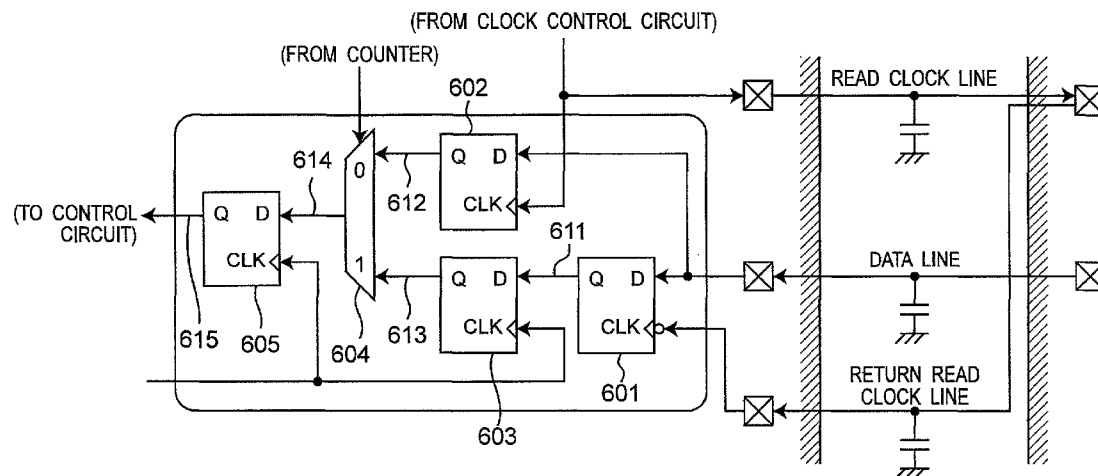 (FROM CLOCK CONTROL CIRCUIT)
(FROM COUNTER)
READ CLOCK LINE
602
614
0
Q D
612
CLK
611
(TO CONTROL
CIRCUIT)
Q D
CLK
1
Q D
CLK
Q D
CLK
DATA LINE
615
605
604
613
603
601
RETURN READ
CLOCK LINE